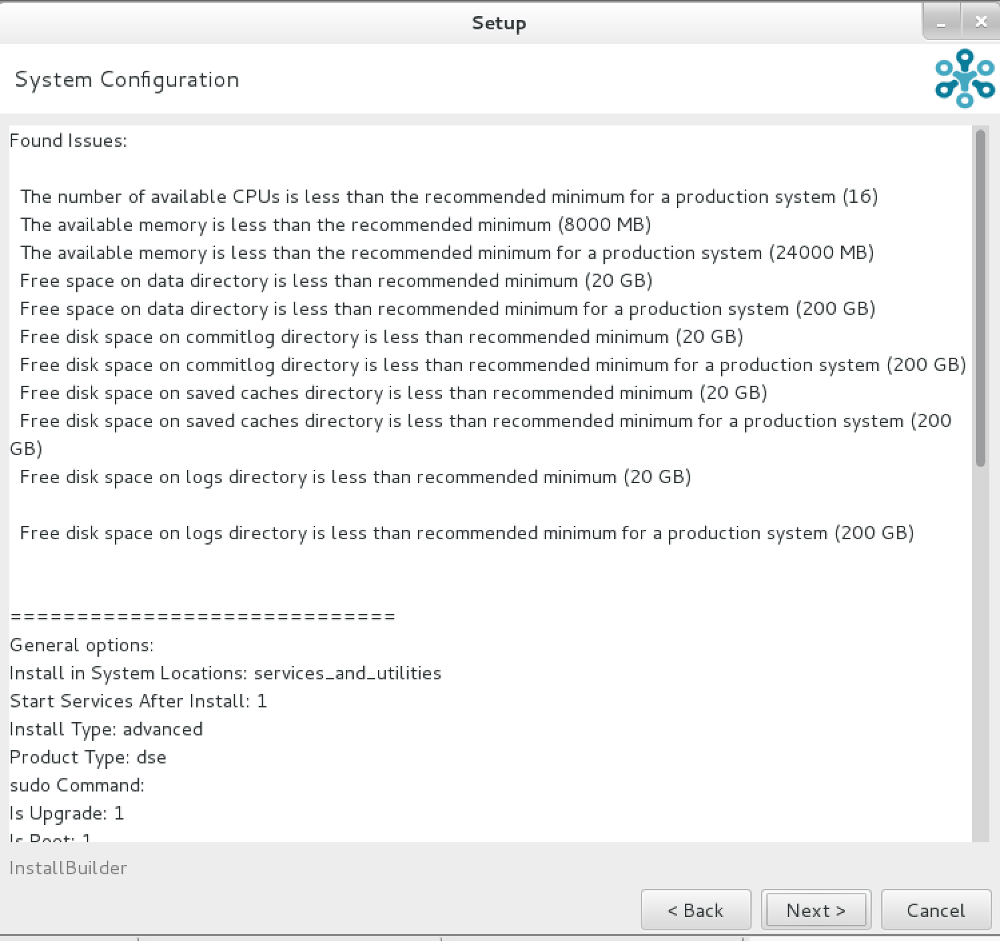 Setup
System Configuration
Found Issues:
The number of available CPUs is less than the recommended minimum for a production system (16)
The available memory is less than the recommended minimum (8000 MB)
The available memory is less than the recommended minimum for a production system (24000 MB)
Free space on data directory is less than recommended minimum (20 GB)
Free space on data directory is less than recommended minimum for a production system (200 GB)
Free disk space on commitlog directory is less than recommended minimum (20 GB)
Free disk space on commitlog directory is less than recommended minimum for a production system (200 GB)
Free disk space on saved caches directory is less than recommended minimum (20 GB)
Free disk space on saved caches directory is less than recommended minimum for a production system (200
GB)
Free disk space on logs directory is less than recommended minimum (20 GB)
Free disk space on logs directory is less than recommended minimum for a production system (200 GB)
=============================
General options:
Install in System Locations: services_and_utilities
Start Services After Install: 1
Install Type: advanced
Product Type: dse
sudo Command:
Is Upgrade: 1
Is Root: 1
InstallBuilder
< Back
Next >
Cancel